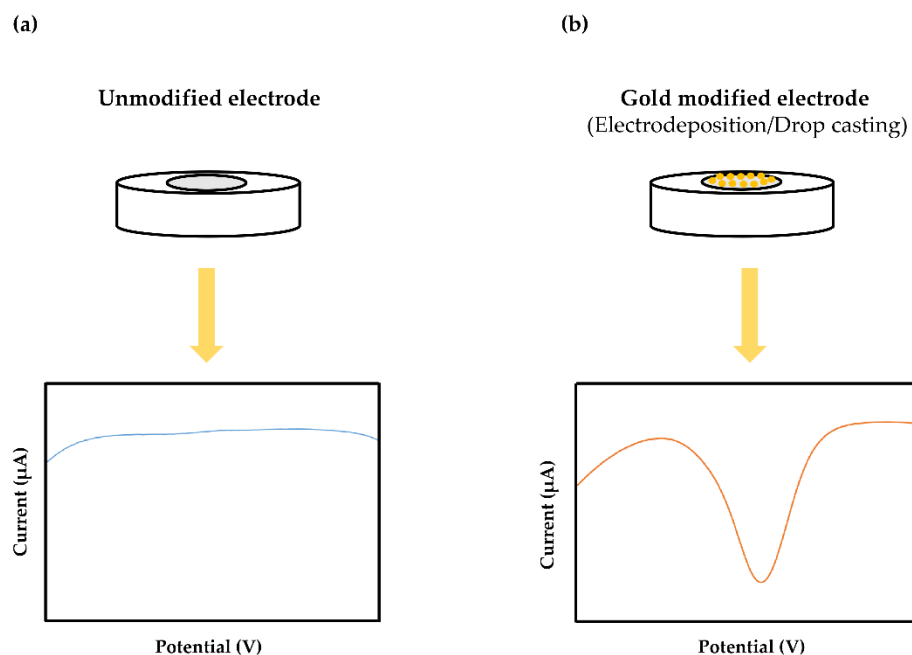 (a)
Unmodified electrode
Current (μA)
Potential (V)
(b)
Gold modified electrode
(Electrodeposition/Drop casting)
Current (μA)
Potential (V)